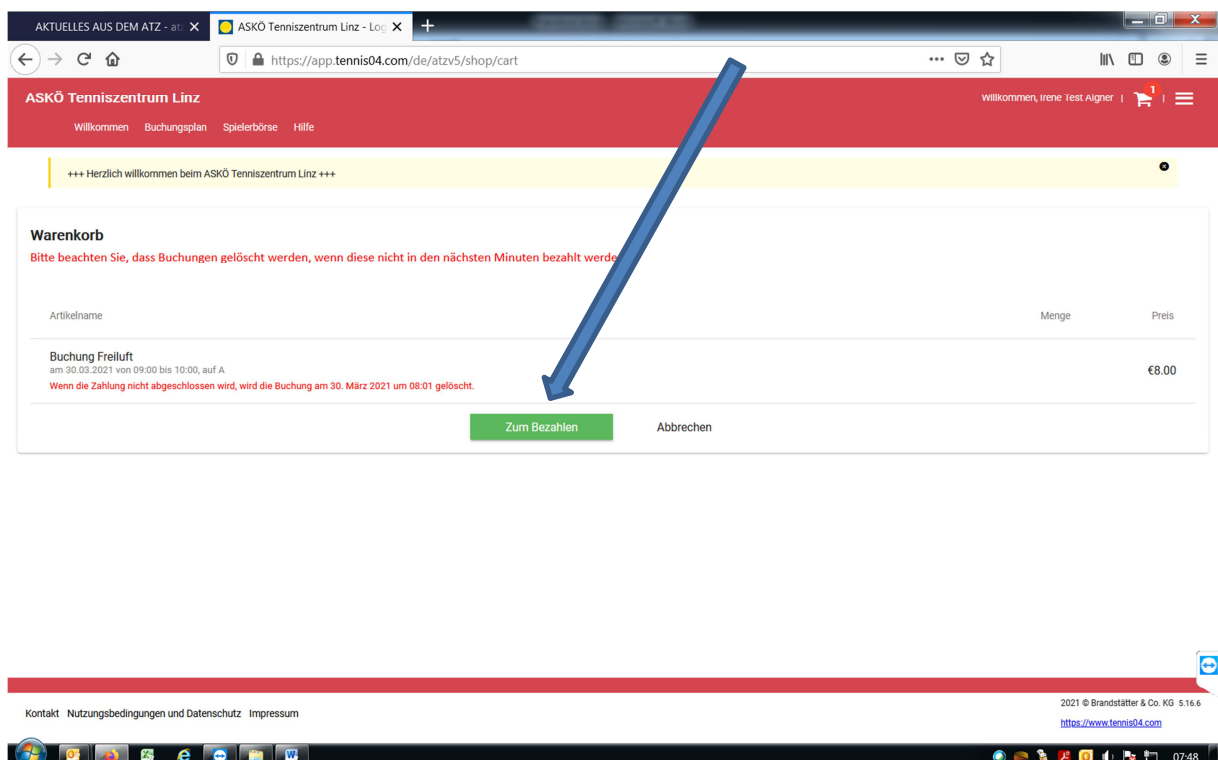 AKTUELLES AUS DEM ATZ - at
ASKÖ Tenniszentrum Linz - Log
https://app.tennis04.com/de/atzv5/shop/cart
ASKÖ Tenniszentrum Linz
Willkommen, Irene Test Aigner | 1 |
Willkommen Buchungsplan Spielerbörse Hilfe
+++ Herzlich willkommen beim ASKÖ Tenniszentrum Linz +++
Warenkorb
Bitte beachten Sie, dass Buchungen gelöscht werden, wenn diese nicht in den nächsten Minuten bezahlt werde
Artikelname Menge Preis
Buchung Freiluft
am 30.03.2021 von 09:00 bis 10:00, auf A
€8.00
Wenn die Zahlung nicht abgeschlossen wird, wird die Buchung am 30. März 2021 um 08:01 gelöscht.
Zum Bezahlen Abbrechen
2021 © Brandstätter & Co. KG 5.16.6
Kontakt Nutzungsbedingungen und Datenschutz Impressum
https://www.tennis04.com
07:48